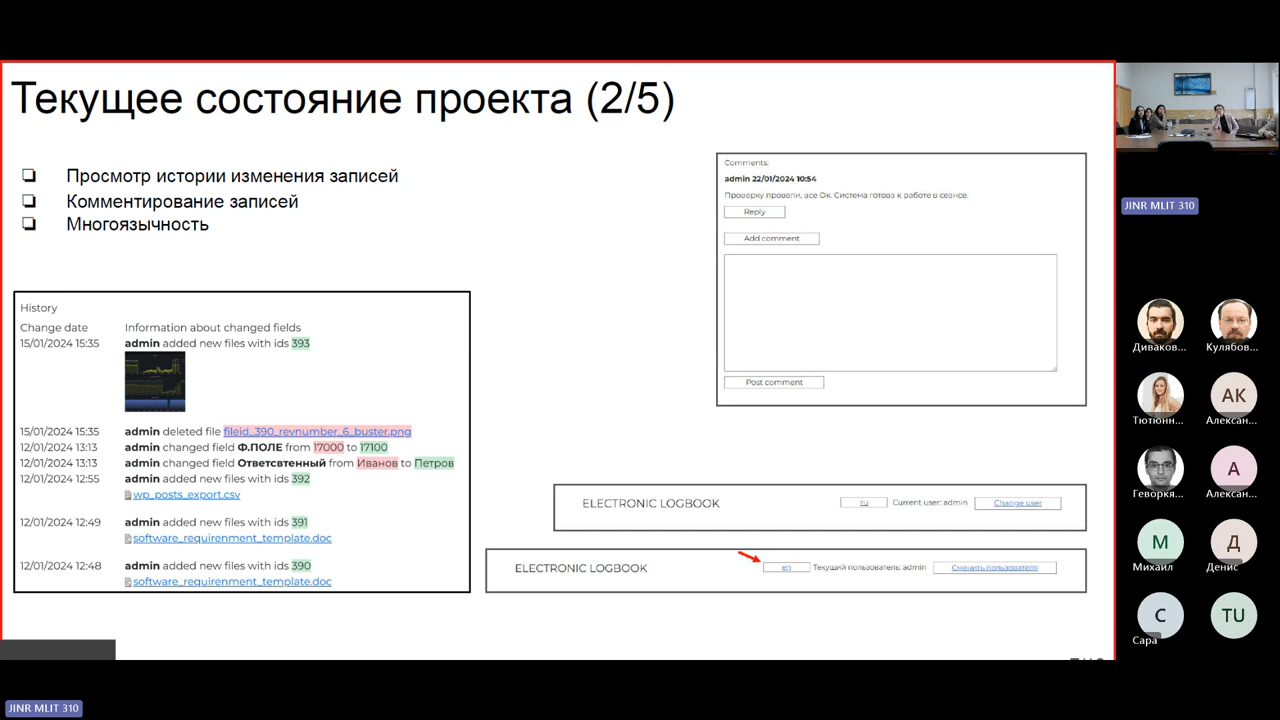 Текущее состояние проекта (2/5)
Просмотр истории изменения записей
Комментирование записей
Многоязычность
History
Change date Information about changed fields
15/01/2024 15:35 admin added new files with ids 393
15/01/2024 15:35 admin deleted file fileid_390_revnumber_6_buster.png
12/01/2024 13:13 admin changed field Ф.ПОЛЕ from 17000 to 17100
12/01/2024 13:13 admin changed field Ответсвтенный from Иванов to Петров
12/01/2024 12:55 admin added new files with ids 392
wp_posts_export.csv
12/01/2024 12:49 admin added new files with ids 391
software_requirenment_template.doc
12/01/2024 12:48 admin added new files with ids 390
software_requirenment_template.doc
Comments:
admin 22/01/2024 10:54
Проверку провели, все Ок. Система готова к работе в сеансе.
Reply
Add comment
Post comment
ELECTRONIC LOGBOOK ru Current user: admin Change user
ELECTRONIC LOGBOOK en Текущий пользователь: admin Сменить пользователя
JINR MLIT 310
Диваков... Кулябов...
АК
Тютюнн... Алексан...
А
Геворкя... Алексан...
М Д
Михаил Денис
С TU
Сара
JINR MLIT 310